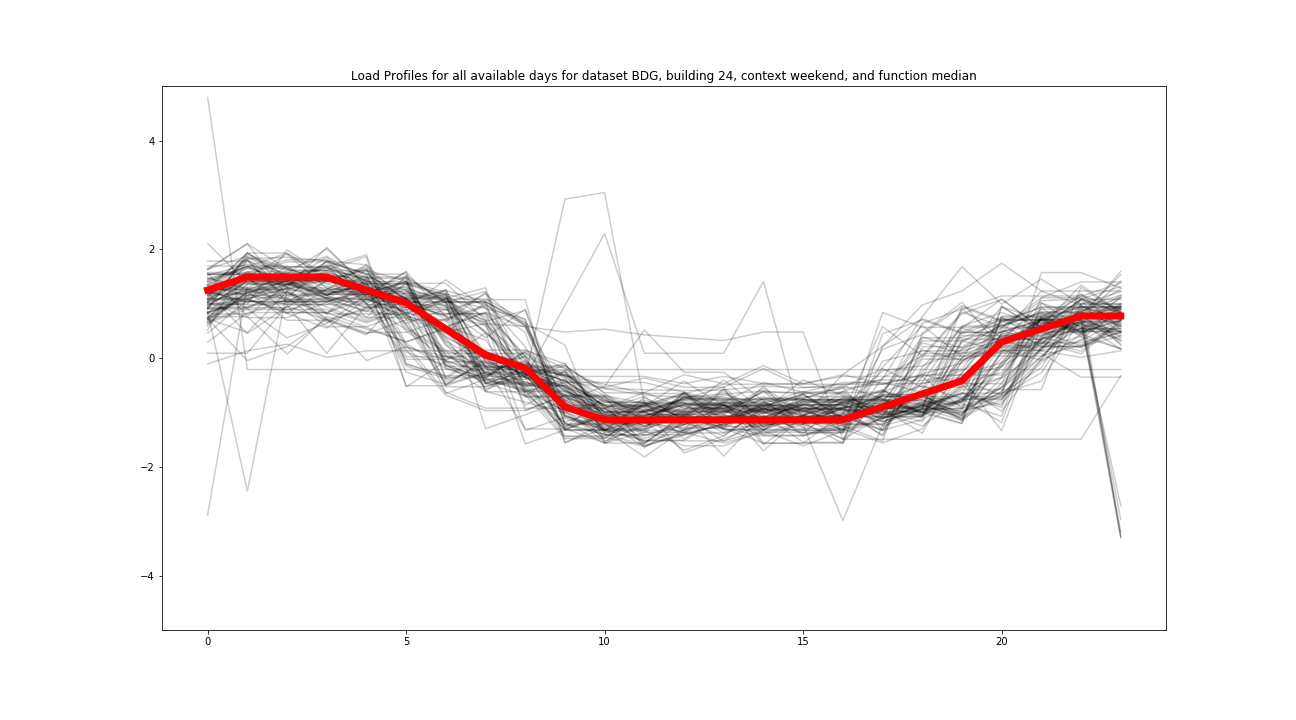 Load Profiles for all available days for dataset BDG, building 24, context weekend, and function median
4
2
0
−2
−4
0 5 10 15 20